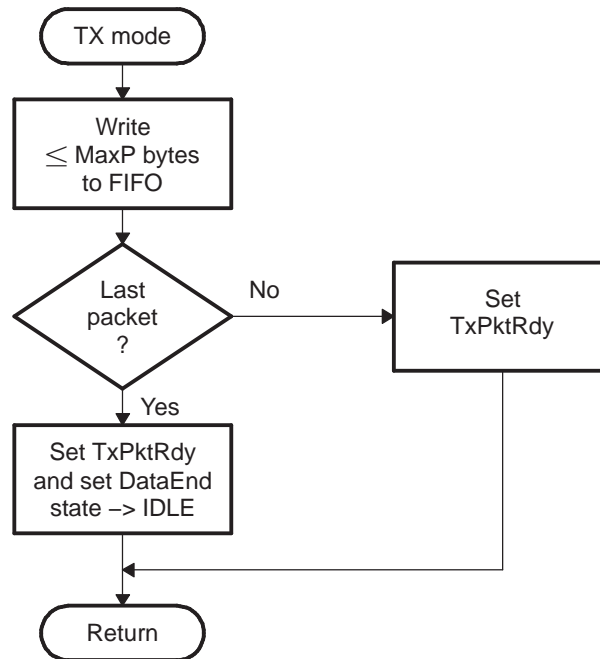 TX mode
Write
≤ MaxP bytes
to FIFO
Last
packet
?
No
Set
TxPktRdy
Yes
Set TxPktRdy
and set DataEnd
state −> IDLE
Return